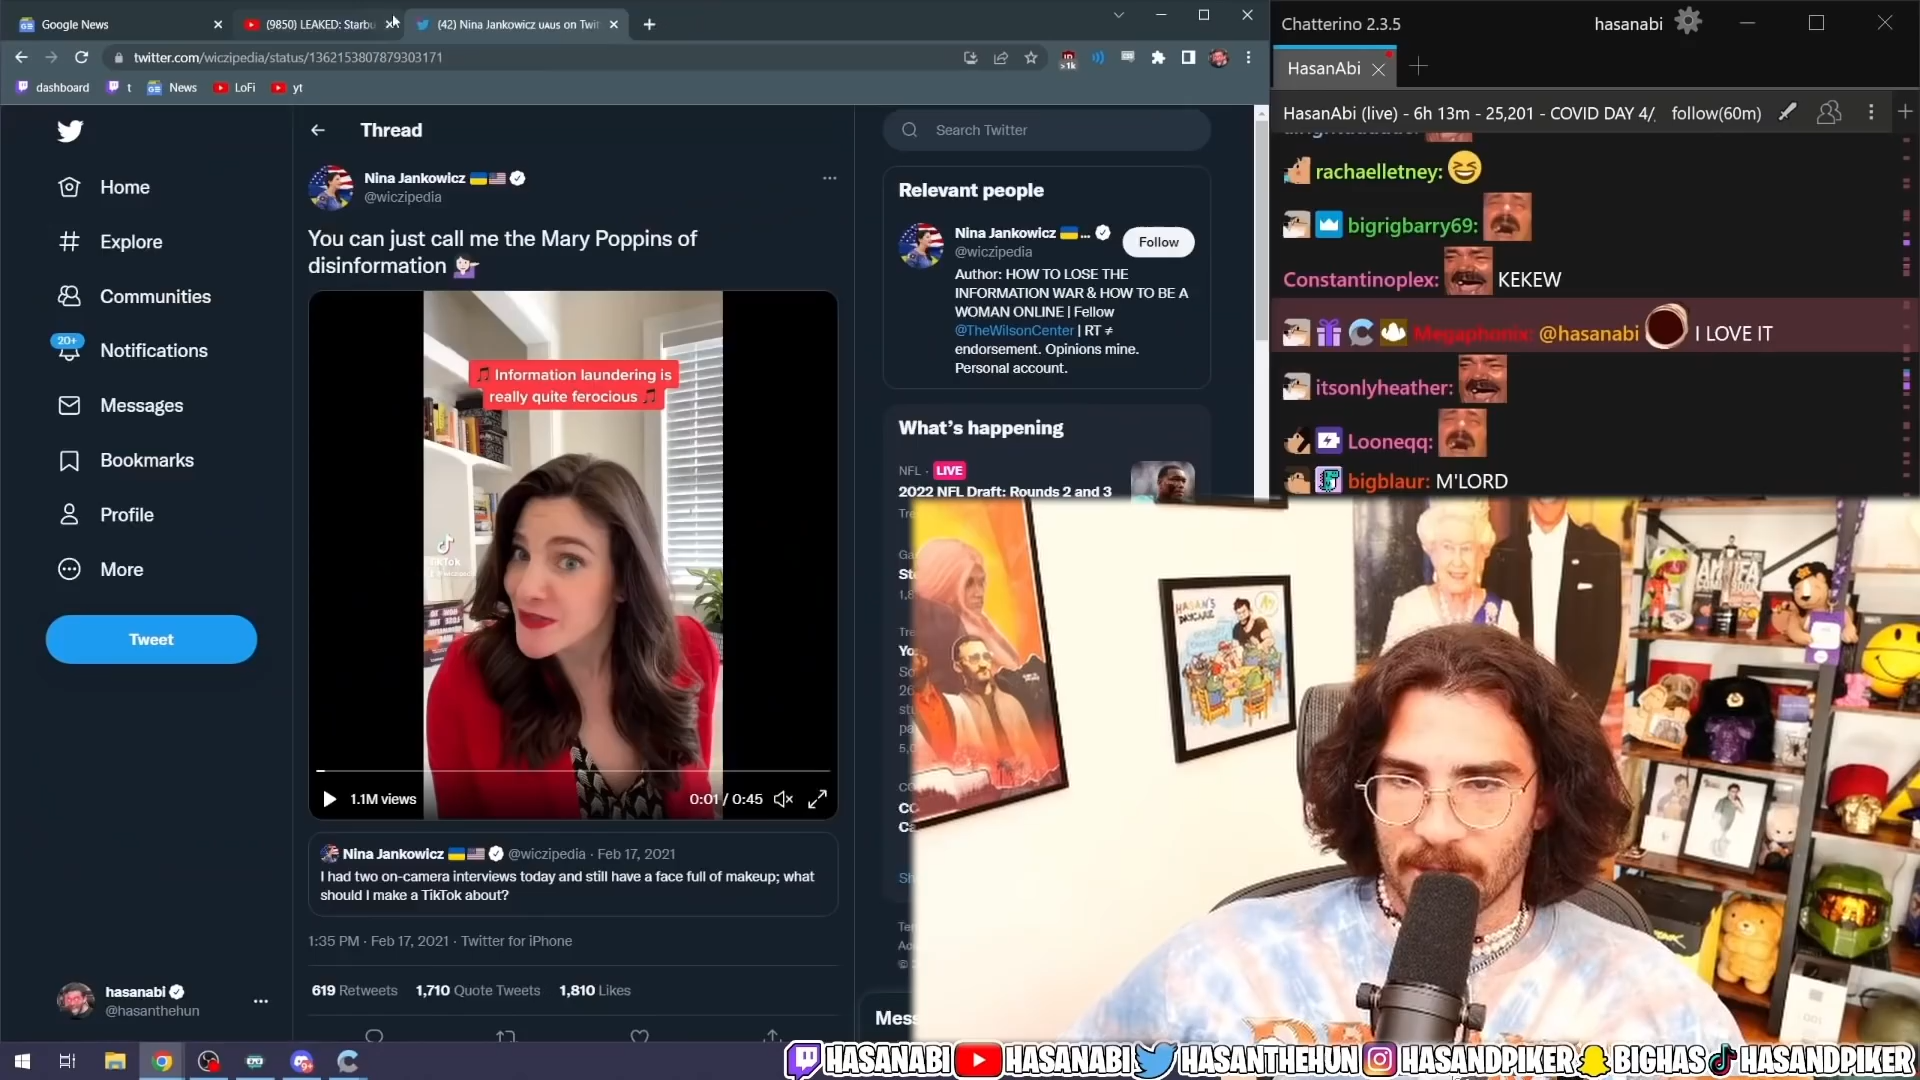 Google News
(9850) LEAKED: Starbu
(42) Nina Jankowicz 🇺🇦🇺🇸 on Twit
twitter.com/wiczipedia/status/1362153807879303171
>1k
dashboard
t
News
LoFi
yt
Home
Explore
Communities
20+
Notifications
Messages
Bookmarks
Profile
More
Tweet
hasanabi
@hasanthehun
Thread
Nina Jankowicz 🇺🇦🇺🇸
@wiczipedia
You can just call me the Mary Poppins of
disinformation 💁🏻‍♀️
🎵 Information laundering is
really quite ferocious 🎵
TikTok
1.1M views
0:01 / 0:45
Nina Jankowicz 🇺🇦🇺🇸 @wiczipedia · Feb 17, 2021
I had two on-camera interviews today and still have a face full of makeup; what
should I make a TikTok about?
1:35 PM · Feb 17, 2021 · Twitter for iPhone
619 Retweets 1,710 Quote Tweets 1,810 Likes
Search Twitter
Relevant people
Nina Jankowicz 🇺🇦...
@wiczipedia
Follow
Author: HOW TO LOSE THE
INFORMATION WAR & HOW TO BE A
WOMAN ONLINE | Fellow
@TheWilsonCenter | RT ≠
endorsement. Opinions mine.
Personal account.
What's happening
NFL · LIVE
2022 NFL Draft: Rounds 2 and 3
Mess
Chatterino 2.3.5
hasanabi
HasanAbi
HasanAbi (live) - 6h 13m - 25,201 - COVID DAY 4/
follow(60m)
rachaelletney: 😆
bigrigbarry69:
Constantinoplex: KEKEW
Megaphonix: @hasanabi I LOVE IT
itsonlyheather:
Looneqq:
bigblaur: M'LORD
HASAN'S
DAYCARE
HASANABI HASANABI HASANTHEHUN HASANDPIKER BIGHAS HASANDPIKER